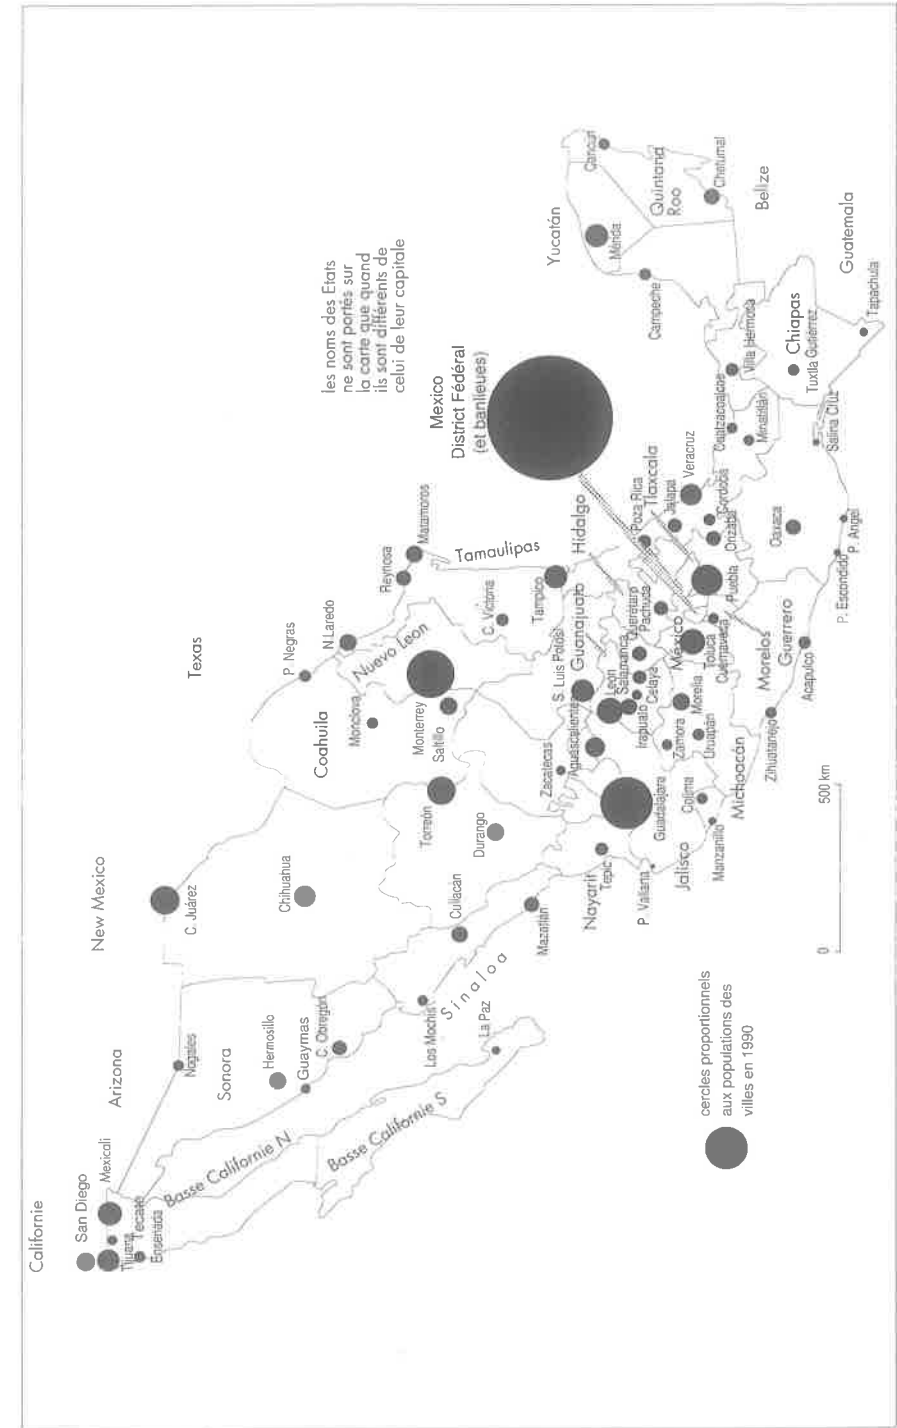 Californie
San Diego
Mexicali
Tijuana
Tecate
Ensenada
Arizona
New Mexico
Texas
Nogales
Sonora
Hermosillo
Guaymas
C. Obregón
C. Juárez
Chihuahua
Basse Californie N
Basse Californie S
La Paz
Los Mochis
Sinaloa
Culiacán
Mazatlán
Durango
Torreón
Coahuila
P. Negras
N.Laredo
Monclova
Nuevo Leon
Monterrey
Saltillo
Reynosa
Matamoros
Tamaulipas
C. Victoria
Tampico
Zacatecas
Aguascalientes
S. Luis Potosi
Guanajuato
Leon
Salamanca
Celaya
Irapuato
Querétaro
Pachuca
Hidalgo
Poza Rica
Tlaxcala
Jalapa
Veracruz
Cordoba
Orizaba
Puebla
Mexico
Toluca
Cuernavaca
Morelos
Guerrero
Acapulco
Zihuatanejo
Morelia
Zamora
Uruapán
Michoacán
Colima
Manzanillo
Guadalajara
Jalisco
P. Vallarta
Nayarit
Tepic
Oaxaca
P. Escondido
P. Angel
Salina Cruz
Coatzacoalcos
Minatitlán
Villa Hermosa
Chiapas
Tuxtla Gutiérrez
Tapachula
Guatemala
Belize
Campeche
Yucatán
Mérida
Cancun
Quintana
Roo
Chetumal
Mexico
District Fédéral
(et banlieues)
les noms des Etats
ne sont portés sur
la carte que quand
ils sont différents de
celui de leur capitale
cercles proportionnels
aux populations des
villes en 1990
0
500 km